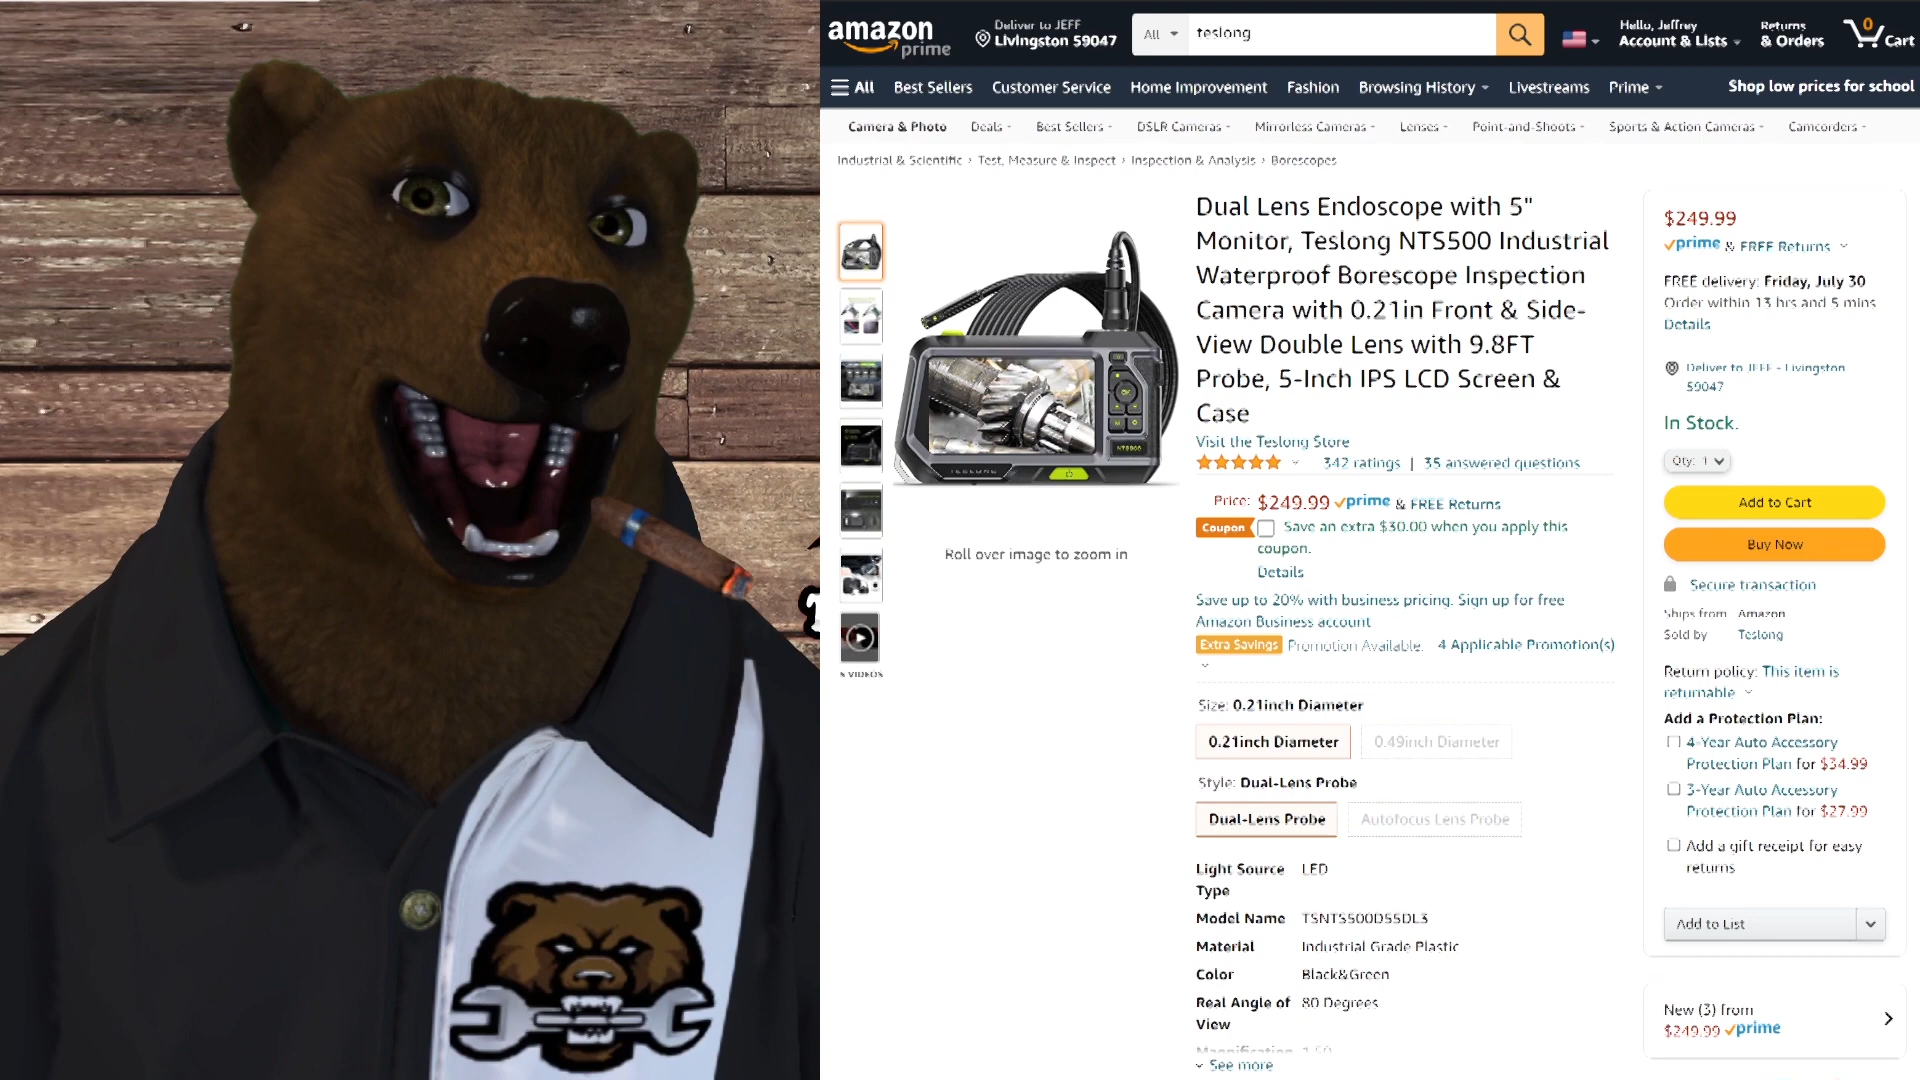 amazon
prime
Deliver to JEFF
Livingston 59047
All
teslong
Hello, Jeffrey
Account & Lists
Returns
& Orders
0
Cart
All
Best Sellers
Customer Service
Home Improvement
Fashion
Browsing History
Livestreams
Prime
Shop low prices for school
Camera & Photo
Deals
Best Sellers
DSLR Cameras
Mirrorless Cameras
Lenses
Point-and-Shoots
Sports & Action Cameras
Camcorders
Industrial & Scientific › Test, Measure & Inspect › Inspection & Analysis › Borescopes
TESLONG
NTS500
Roll over image to zoom in
5 VIDEOS
Dual Lens Endoscope with 5"
Monitor, Teslong NTS500 Industrial
Waterproof Borescope Inspection
Camera with 0.21in Front & Side-
View Double Lens with 9.8FT
Probe, 5-Inch IPS LCD Screen &
Case
Visit the Teslong Store
342 ratings | 35 answered questions
Price: $249.99 prime & FREE Returns
Coupon Save an extra $30.00 when you apply this
coupon.
Details
Save up to 20% with business pricing. Sign up for free
Amazon Business account
Extra Savings Promotion Available. 4 Applicable Promotion(s)
Size: 0.21inch Diameter
0.21inch Diameter
0.49inch Diameter
Style: Dual-Lens Probe
Dual-Lens Probe
Autofocus Lens Probe
Light Source LED
Type
Model Name TSNTS500D55DL3
Material Industrial Grade Plastic
Color Black&Green
Real Angle of 80 Degrees
View
See more
$249.99
prime & FREE Returns
FREE delivery: Friday, July 30
Order within 13 hrs and 5 mins
Details
Deliver to JEFF - Livingston
59047
In Stock.
Qty: 1
Add to Cart
Buy Now
Secure transaction
Ships from Amazon
Sold by Teslong
Return policy: This item is
returnable
Add a Protection Plan:
4-Year Auto Accessory
Protection Plan for $34.99
3-Year Auto Accessory
Protection Plan for $27.99
Add a gift receipt for easy
returns
Add to List
New (3) from
$249.99 prime